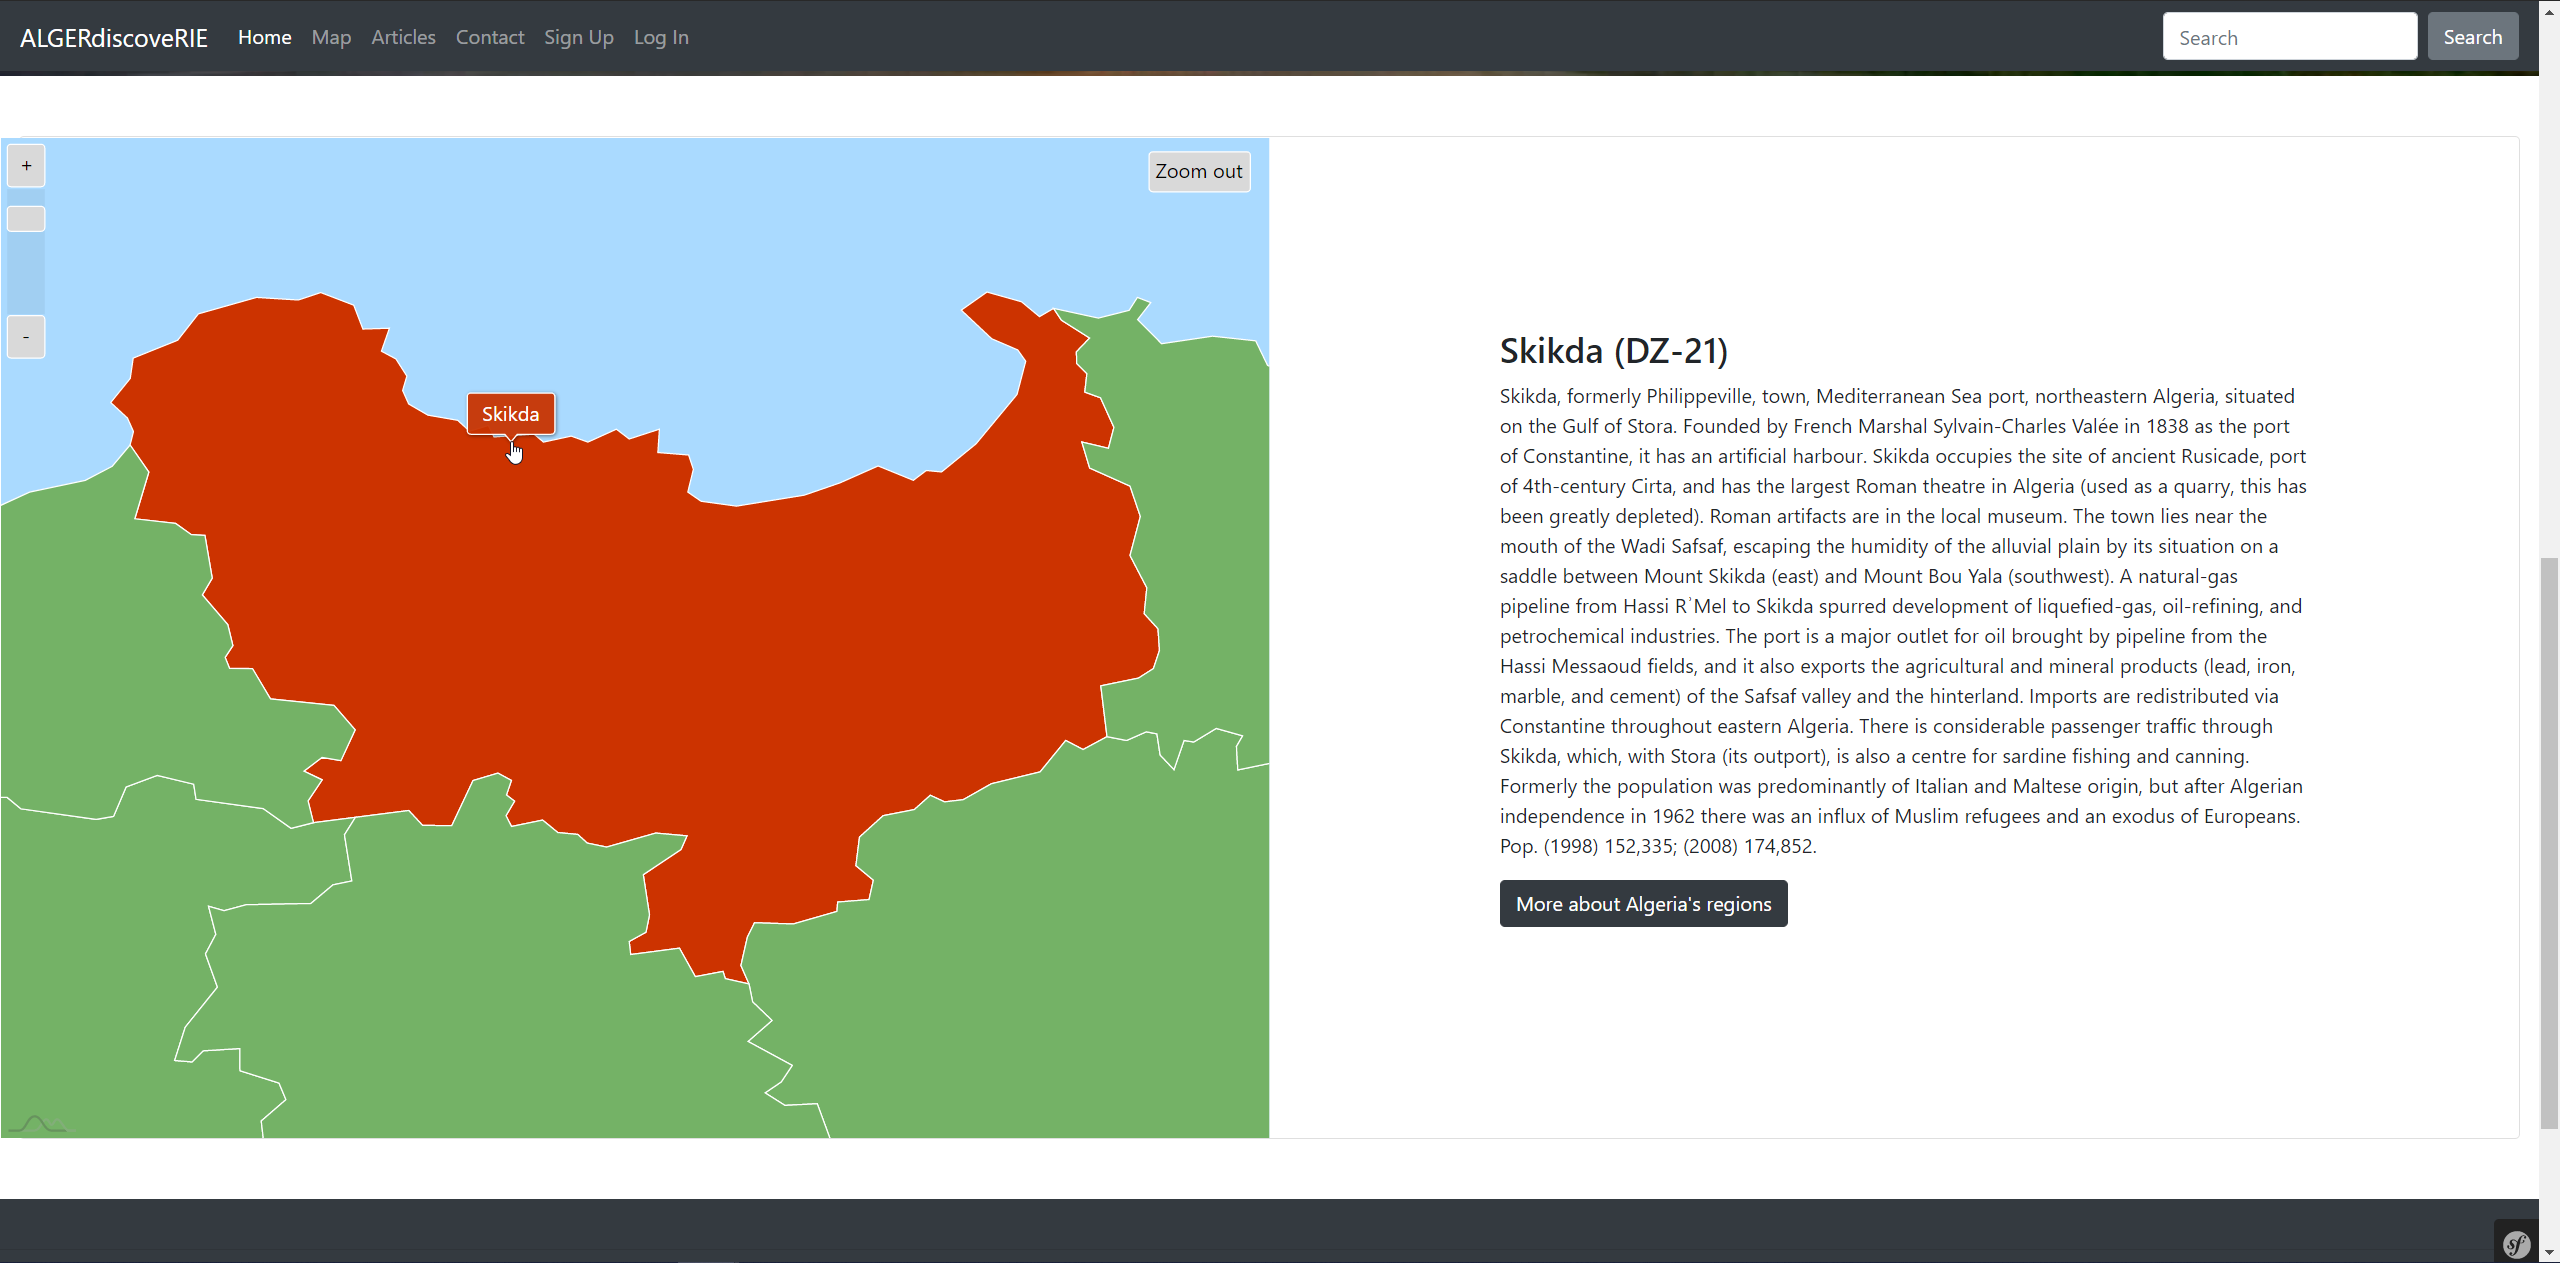 ALGERdiscoveRIE Home Map Articles Contact Sign Up Log In Search Search
+
-
Zoom out
Skikda
Skikda (DZ-21)
Skikda, formerly Philippeville, town, Mediterranean Sea port, northeastern Algeria, situated
on the Gulf of Stora. Founded by French Marshal Sylvain-Charles Valée in 1838 as the port
of Constantine, it has an artificial harbour. Skikda occupies the site of ancient Rusicade, port
of 4th-century Cirta, and has the largest Roman theatre in Algeria (used as a quarry, this has
been greatly depleted). Roman artifacts are in the local museum. The town lies near the
mouth of the Wadi Safsaf, escaping the humidity of the alluvial plain by its situation on a
saddle between Mount Skikda (east) and Mount Bou Yala (southwest). A natural-gas
pipeline from Hassi RʾMel to Skikda spurred development of liquefied-gas, oil-refining, and
petrochemical industries. The port is a major outlet for oil brought by pipeline from the
Hassi Messaoud fields, and it also exports the agricultural and mineral products (lead, iron,
marble, and cement) of the Safsaf valley and the hinterland. Imports are redistributed via
Constantine throughout eastern Algeria. There is considerable passenger traffic through
Skikda, which, with Stora (its outport), is also a centre for sardine fishing and canning.
Formerly the population was predominantly of Italian and Maltese origin, but after Algerian
independence in 1962 there was an influx of Muslim refugees and an exodus of Europeans.
Pop. (1998) 152,335; (2008) 174,852.
More about Algeria's regions
sf